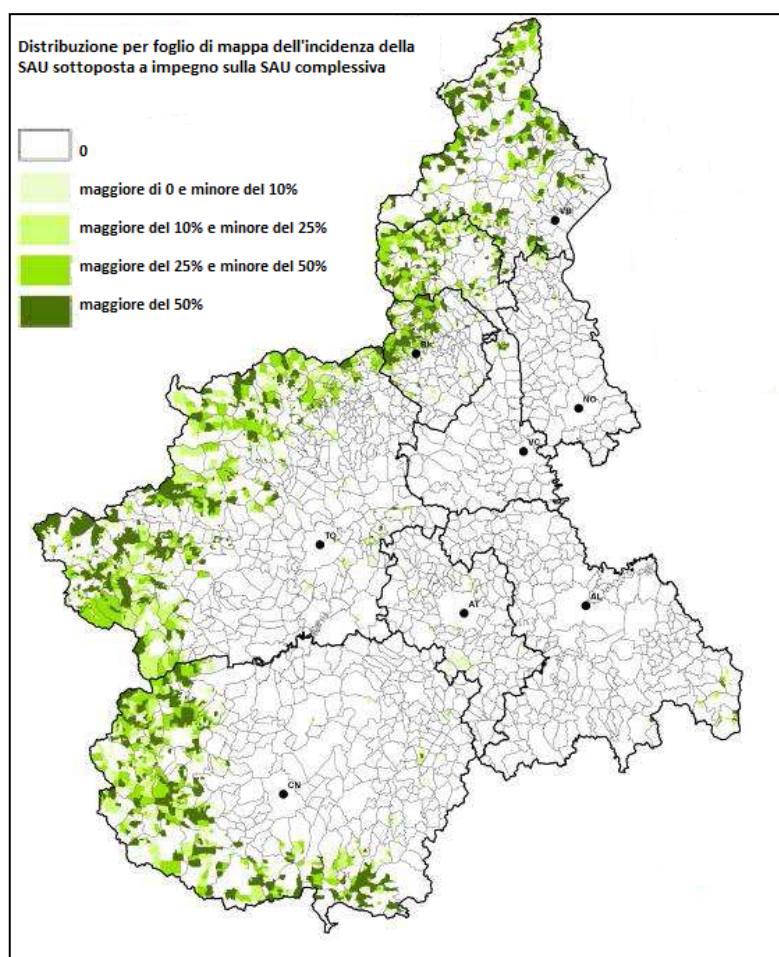 Distribuzione per foglio di mappa dell'incidenza della
SAU sottoposta a impegno sulla SAU complessiva
0
maggiore di 0 e minore del 10%
maggiore del 10% e minore del 25%
maggiore del 25% e minore del 50%
maggiore del 50%
VB
BI
NO
VC
TO
AT
AL
CN